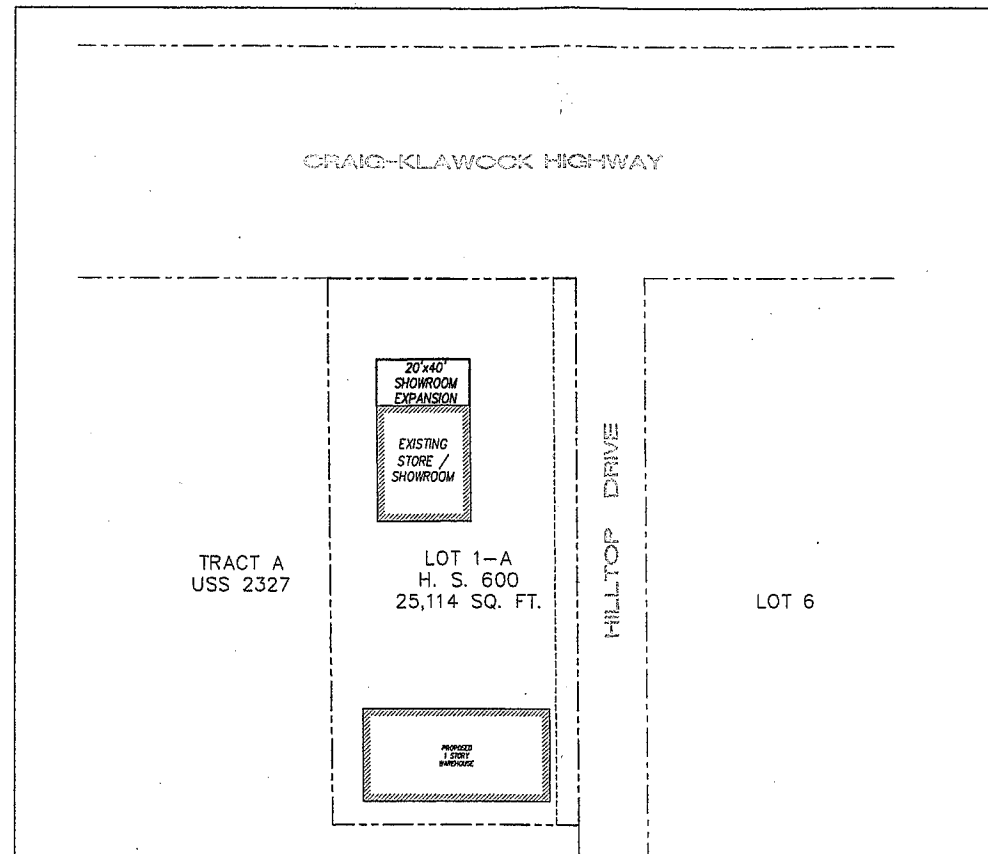 CRAIG-KLAWOCK HIGHWAY
20'x40'
SHOWROOM
EXPANSION
EXISTING
STORE /
SHOWROOM
HILLTOP DRIVE
TRACT A
USS 2327
LOT 1-A
H. S. 600
25,114 SQ. FT.
LOT 6
PROPOSED
1 STORY
WAREHOUSE